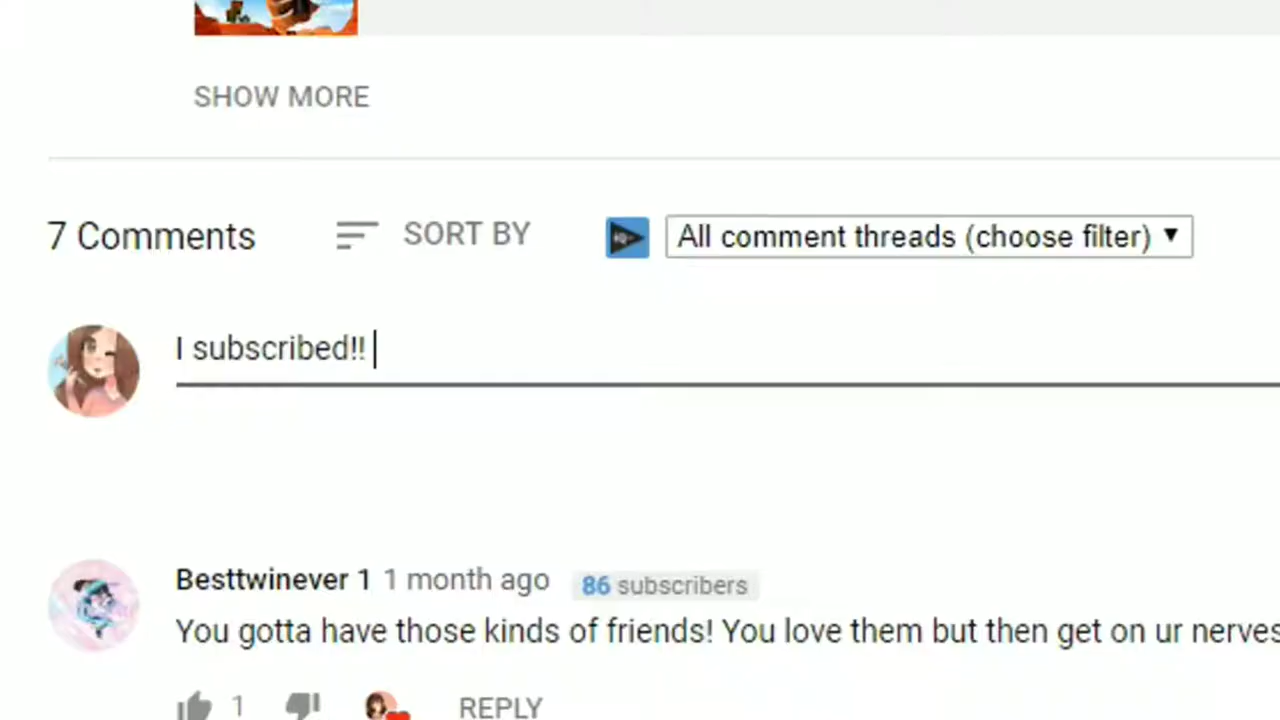 SHOW MORE
7 Comments SORT BY All comment threads (choose filter) ▼
I subscribed!!
Besttwinever 1 1 month ago 86 subscribers
You gotta have those kinds of friends! You love them but then get on ur nerves
1 REPLY